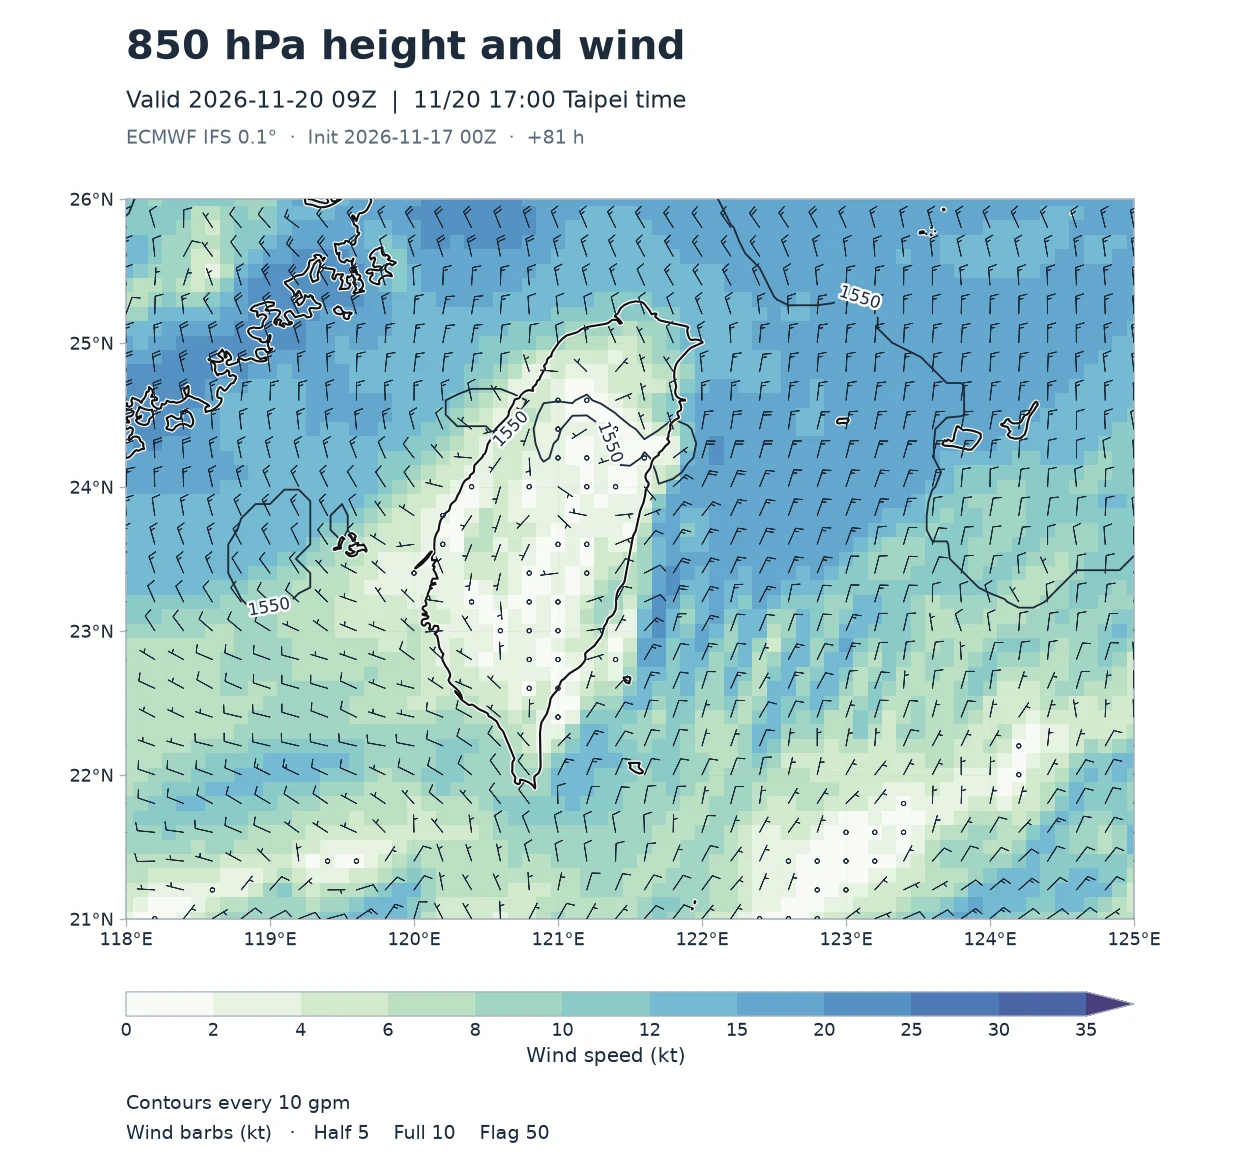 850 hPa height and wind
Valid 2026-11-20 09Z | 11/20 17:00 Taipei time
ECMWF IFS 0.1° · Init 2026-11-17 00Z · +81 h
26°N
25°N
24°N
23°N
22°N
21°N
1550
1550
1550
1550
118°E 119°E 120°E 121°E 122°E 123°E 124°E 125°E
0 2 4 6 8 10 12 15 20 25 30 35
Wind speed (kt)
Contours every 10 gpm
Wind barbs (kt) · Half 5 Full 10 Flag 50